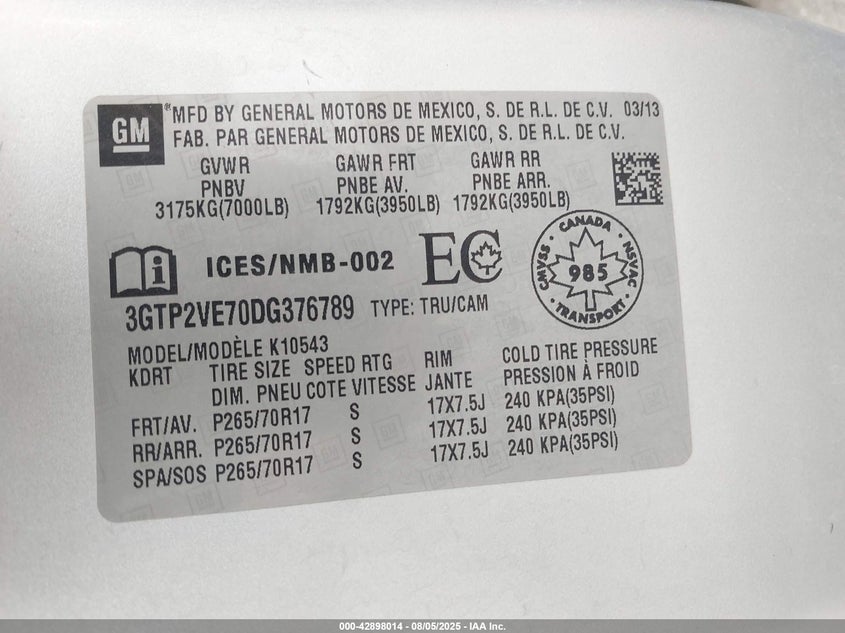 GM
®MFD BY GENERAL MOTORS DE MEXICO, S. DE R.L. DE C.V. 03/13
FAB. PAR GENERAL MOTORS DE MEXICO, S. DE R.L. DE C.V.
GVWR GAWR FRT GAWR RR
PNBV PNBE AV. PNBE ARR.
3175KG(7000LB) 1792KG(3950LB) 1792KG(3950LB)
ICES/NMB-002 EC
CANADA CMVSS 985 NSVAC TRANSPORT
3GTP2VE70DG376789 TYPE: TRU/CAM
MODEL/MODÈLE K10543
KDRT TIRE SIZE SPEED RTG RIM COLD TIRE PRESSURE
DIM. PNEU COTE VITESSE JANTE PRESSION À FROID
FRT/AV. P265/70R17 S 17X7.5J 240 KPA(35PSI)
RR/ARR. P265/70R17 S 17X7.5J 240 KPA(35PSI)
SPA/SOS P265/70R17 S 17X7.5J 240 KPA(35PSI)
000-42898014 - 08/05/2025 - IAA Inc.